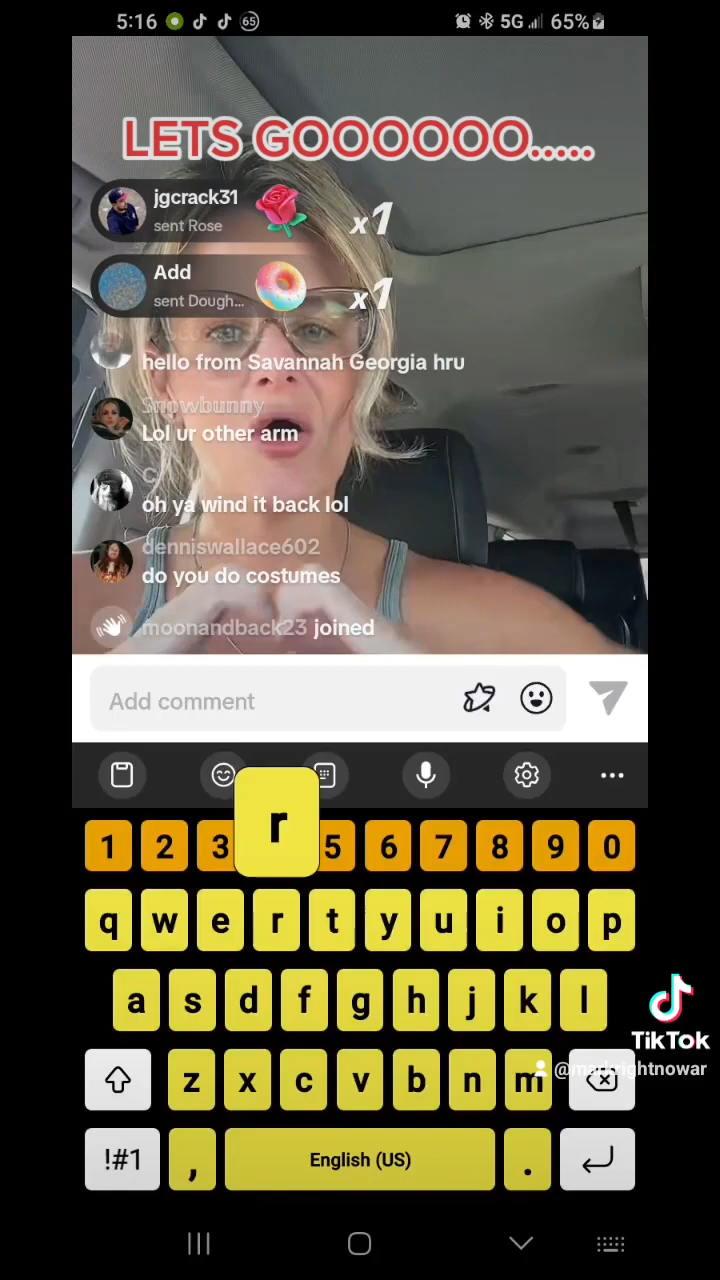 5:16 65 5G 65%
LETS GOOOOOO.....
jgcrack31
sent Rose
x1
Add
sent Dough...
x1
hello from Savannah Georgia hru
Snowbunny
Lol ur other arm
C
oh ya wind it back lol
denniswallace602
do you do costumes
moonandback23 joined
Add comment
r
1 2 3 5 6 7 8 9 0
q w e r t y u i o p
a s d f g h j k l
TikTok
z x c v b n m
!#1 , English (US) .